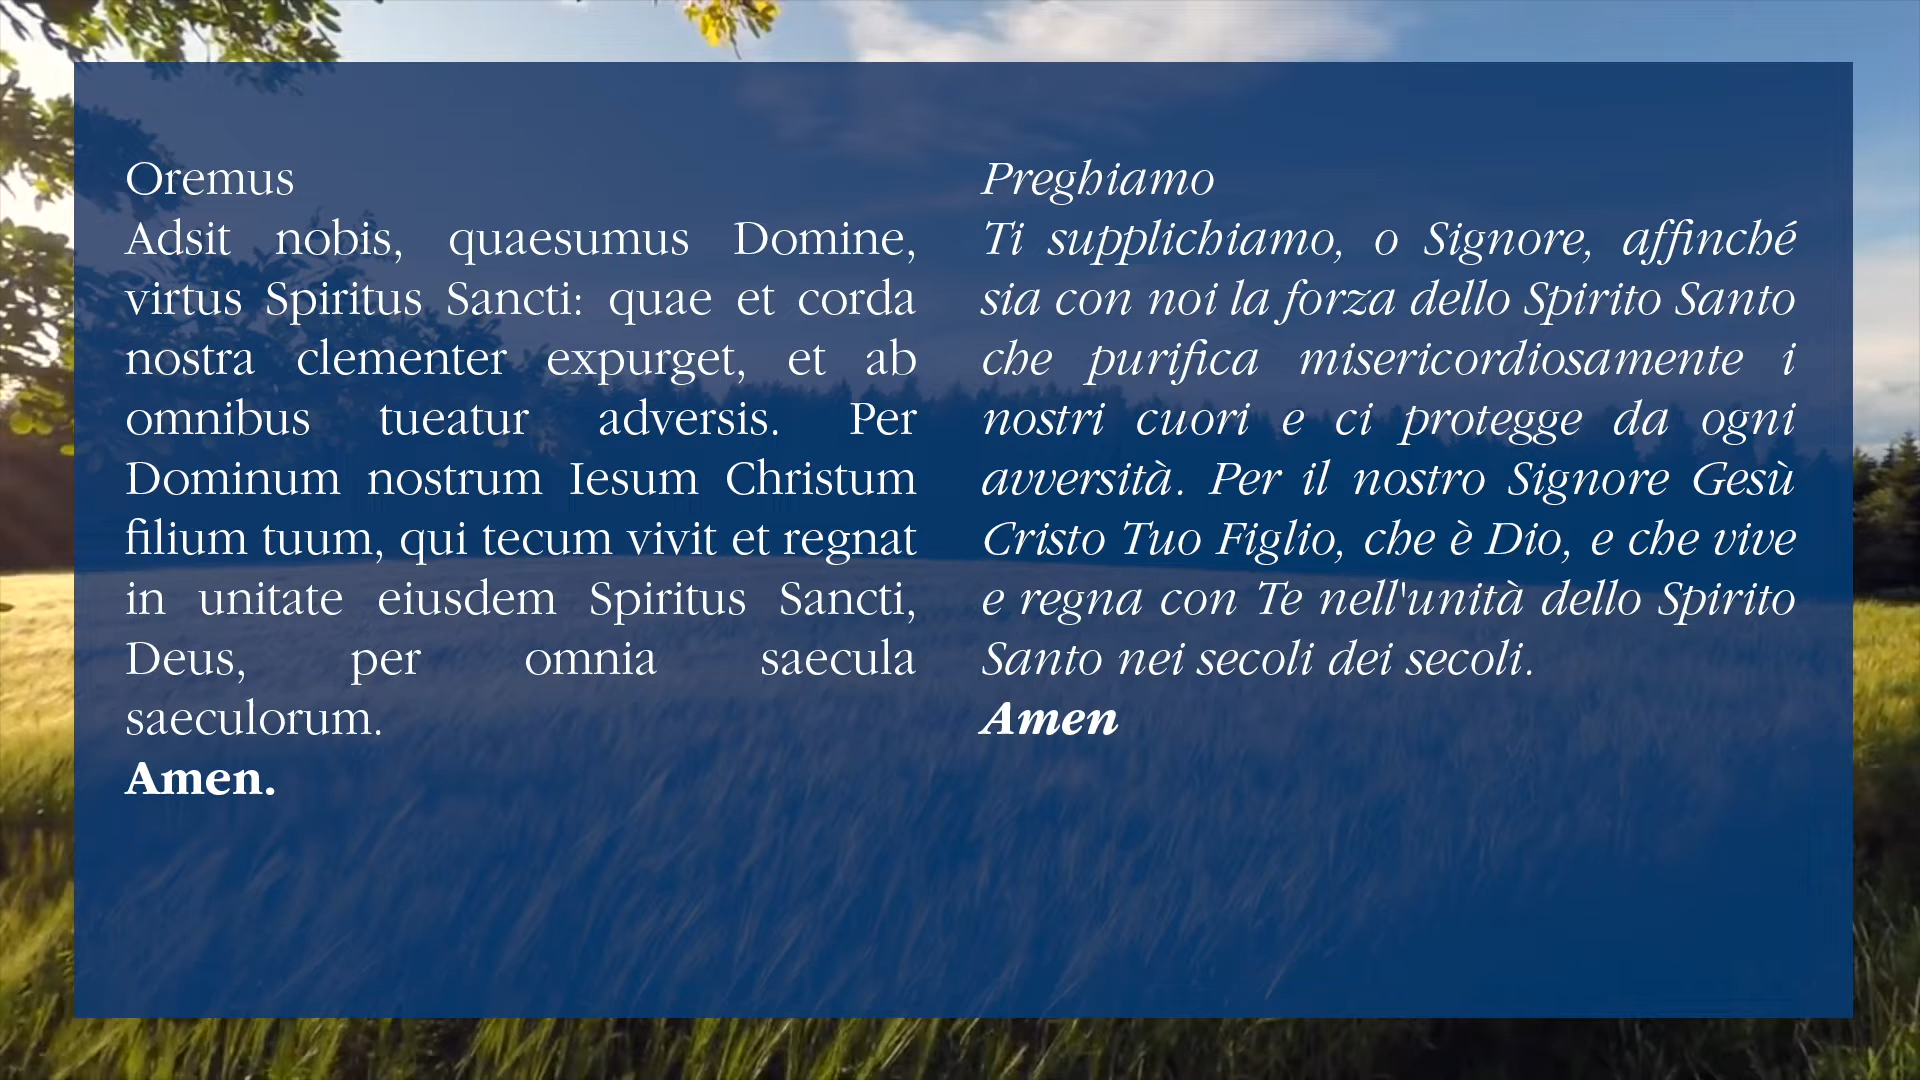 Oremus
Adsit nobis, quaesumus Domine,
virtus Spiritus Sancti: quae et corda
nostra clementer expurget, et ab
omnibus tueatur adversis. Per
Dominum nostrum Iesum Christum
filium tuum, qui tecum vivit et regnat
in unitate eiusdem Spiritus Sancti,
Deus, per omnia saecula
saeculorum.
Amen.
Preghiamo
Ti supplichiamo, o Signore, affinché
sia con noi la forza dello Spirito Santo
che purifica misericordiosamente i
nostri cuori e ci protegge da ogni
avversità. Per il nostro Signore Gesù
Cristo Tuo Figlio, che è Dio, e che vive
e regna con Te nell'unità dello Spirito
Santo nei secoli dei secoli.
Amen